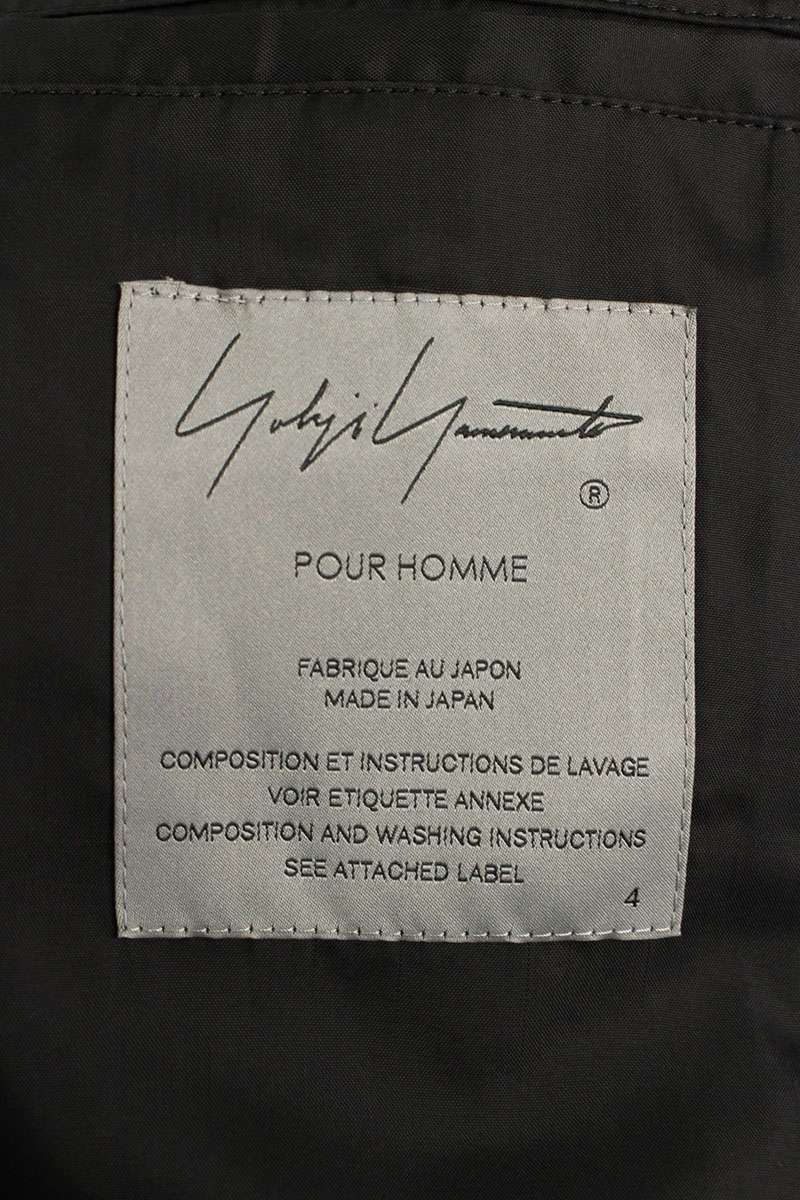 Yohji Yamamoto
®
POUR HOMME
FABRIQUE AU JAPON
MADE IN JAPAN
COMPOSITION ET INSTRUCTIONS DE LAVAGE
VOIR ETIQUETTE ANNEXE
COMPOSITION AND WASHING INSTRUCTIONS
SEE ATTACHED LABEL
4